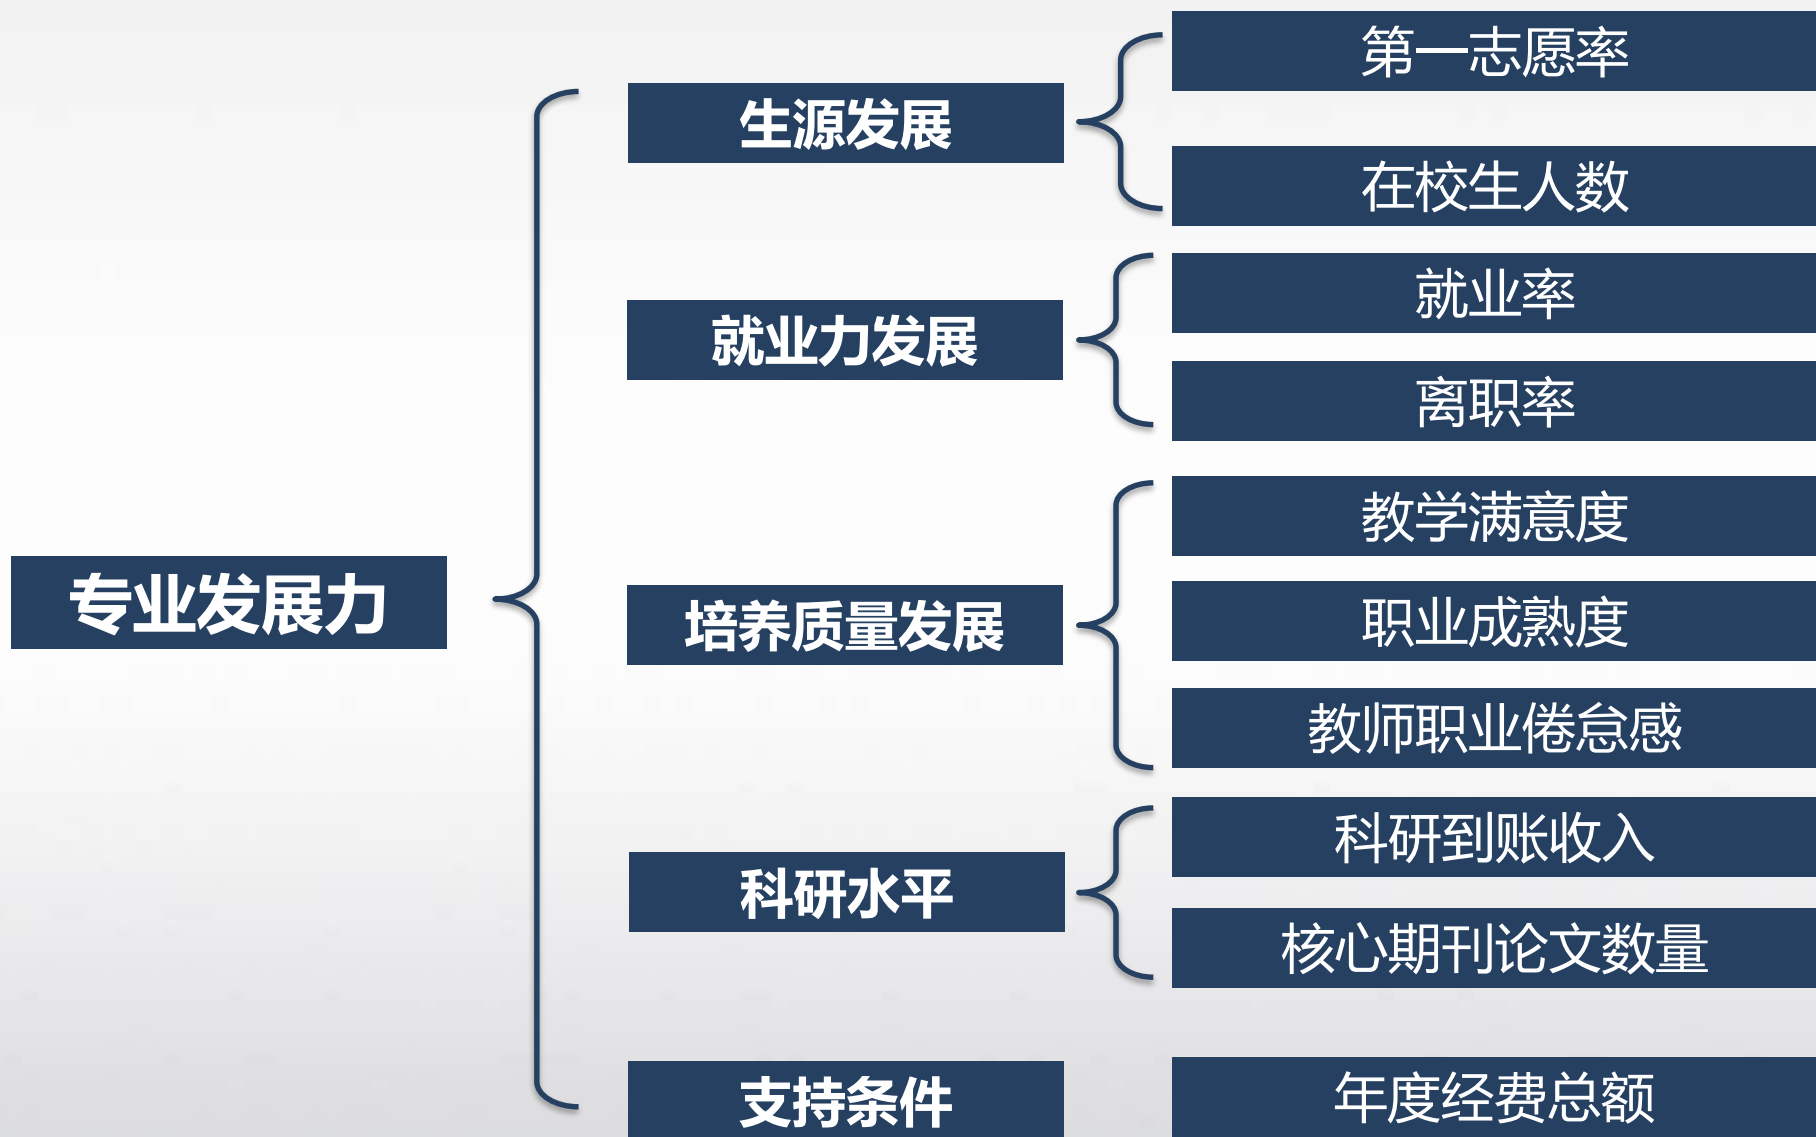 专业发展力
生源发展
第一志愿率
在校生人数
就业力发展
就业率
离职率
培养质量发展
教学满意度
职业成熟度
教师职业倦怠感
科研水平
科研到账收入
核心期刊论文数量
支持条件
年度经费总额